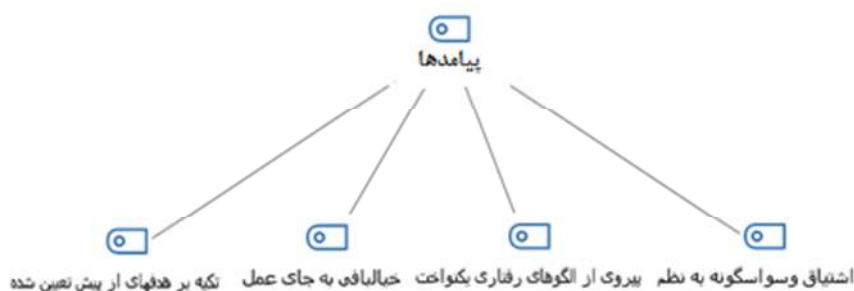 پیامدها
اشتیاق وسواسگونه به نظم
پیروی از الگوهای رفتاری یکنواخت
خیالبافی به جای عمل
تکیه بر هدفهای از پیش تعیین شده